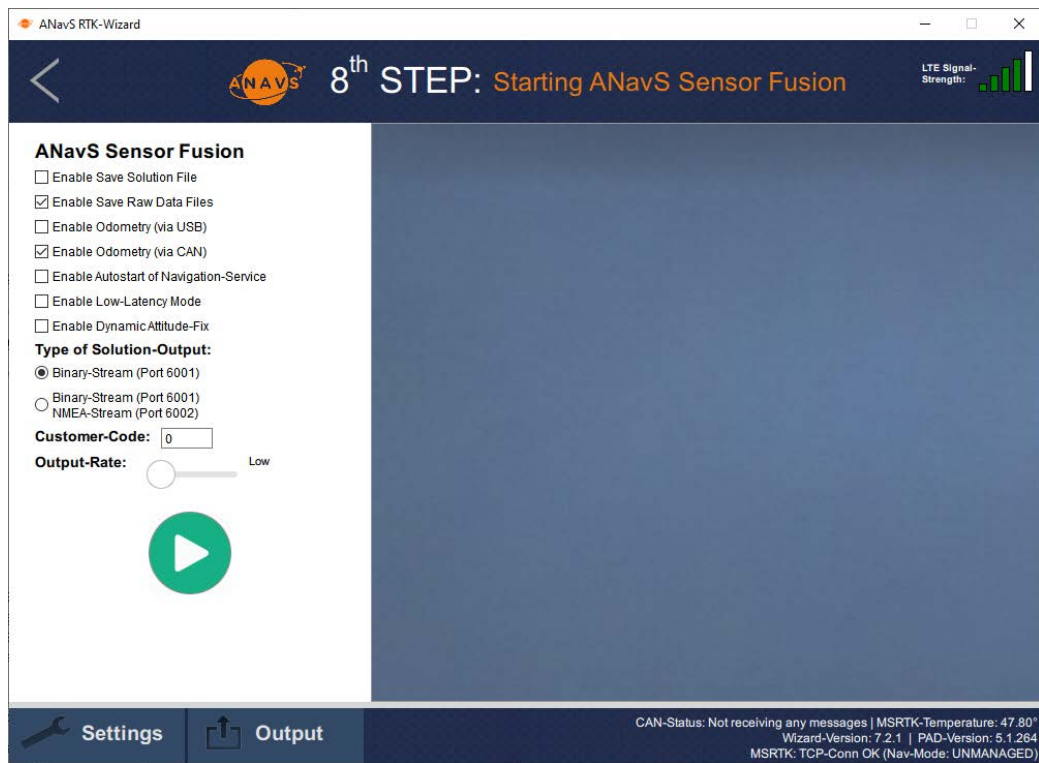 ANavS RTK-Wizard
ANAVS
8th STEP: Starting ANavS Sensor Fusion
LTE Signal-
Strength:
ANavS Sensor Fusion
Enable Save Solution File
Enable Save Raw Data Files
Enable Odometry (via USB)
Enable Odometry (via CAN)
Enable Autostart of Navigation-Service
Enable Low-Latency Mode
Enable Dynamic Attitude-Fix
Type of Solution-Output:
Binary-Stream (Port 6001)
Binary-Stream (Port 6001)
NMEA-Stream (Port 6002)
Customer-Code: 0
Output-Rate: Low
Settings
Output
CAN-Status: Not receiving any messages | MSRTK-Temperature: 47.80°
Wizard-Version: 7.2.1 | PAD-Version: 5.1.264
MSRTK: TCP-Conn OK (Nav-Mode: UNMANAGED)